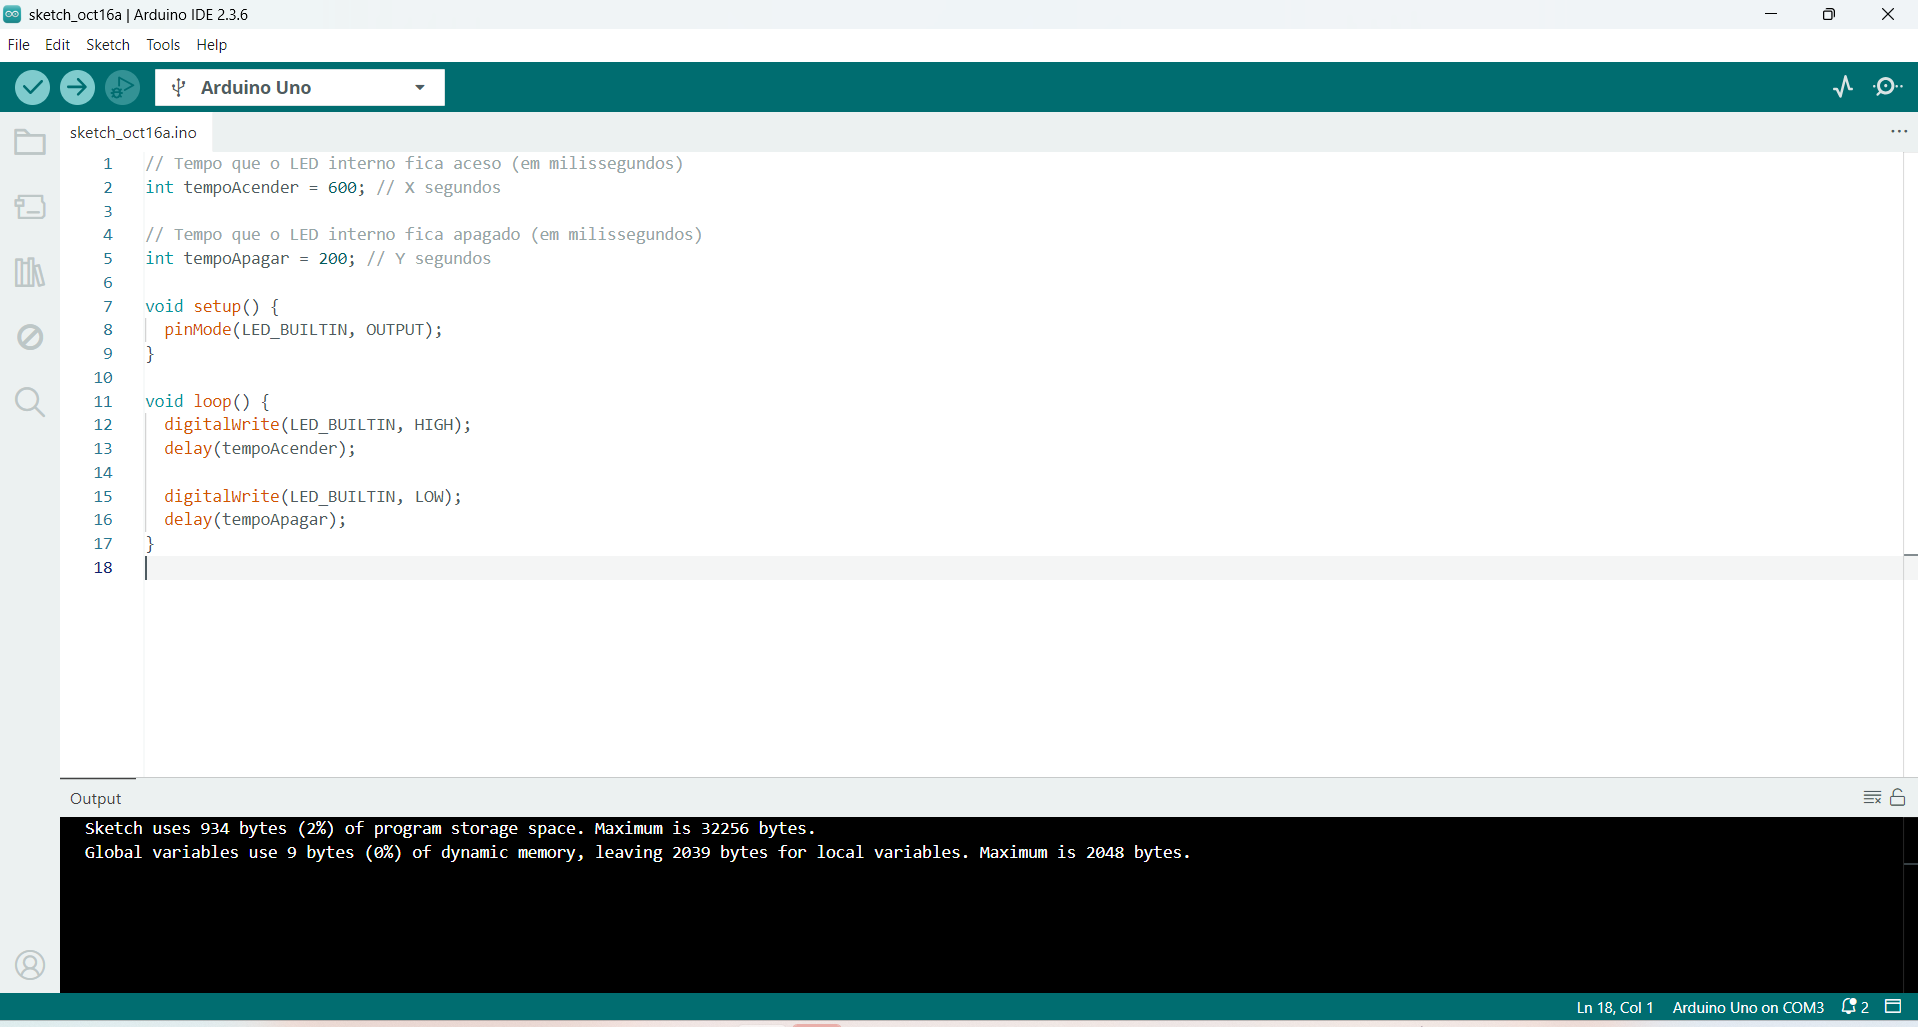 sketch_oct16a | Arduino IDE 2.3.6
File Edit Sketch Tools Help
Arduino Uno
sketch_oct16a.ino
1 // Tempo que o LED interno fica aceso (em milissegundos)
2 int tempoAcender = 600; // X segundos
3
4 // Tempo que o LED interno fica apagado (em milissegundos)
5 int tempoApagar = 200; // Y segundos
6
7 void setup() {
8 pinMode(LED_BUILTIN, OUTPUT);
9 }
10
11 void loop() {
12 digitalWrite(LED_BUILTIN, HIGH);
13 delay(tempoAcender);
14
15 digitalWrite(LED_BUILTIN, LOW);
16 delay(tempoApagar);
17 }
18
Output
Sketch uses 934 bytes (2%) of program storage space. Maximum is 32256 bytes.
Global variables use 9 bytes (0%) of dynamic memory, leaving 2039 bytes for local variables. Maximum is 2048 bytes.
Ln 18, Col 1 Arduino Uno on COM3 2